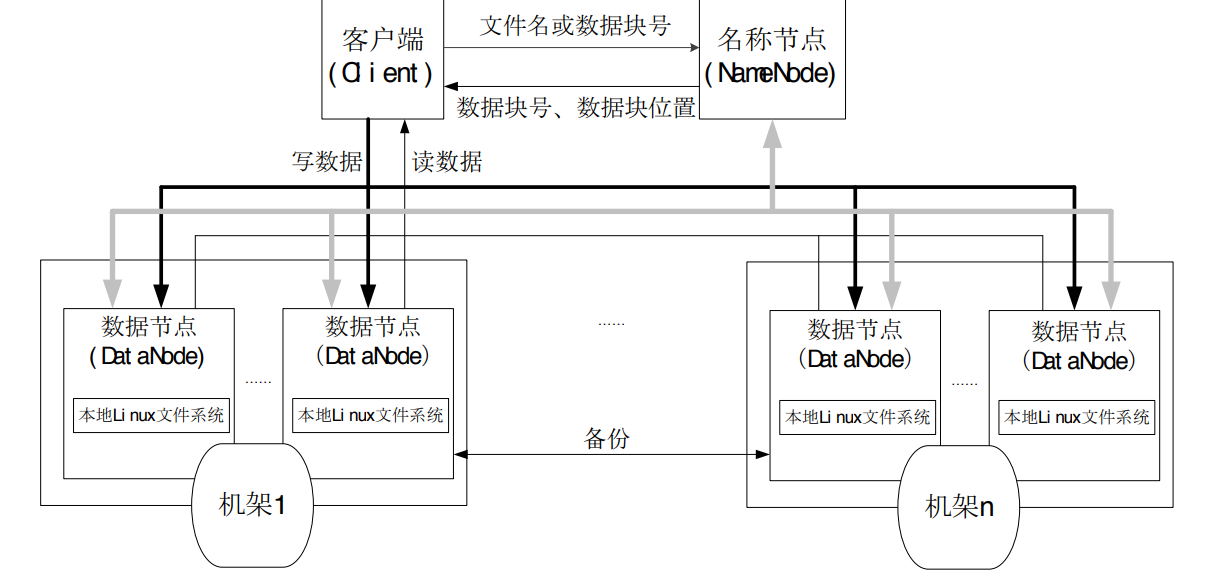 文件名或数据块号
客户端
(Client)
名称节点
(NameNode)
数据块号、数据块位置
写数据
读数据
数据节点
(DataNode)
数据节点
（DataNode）
……
数据节点
（DataNode）
数据节点
（DataNode）
……
……
本地Linux文件系统
本地Linux文件系统
本地Linux文件系统
本地Linux文件系统
备份
机架1
机架n